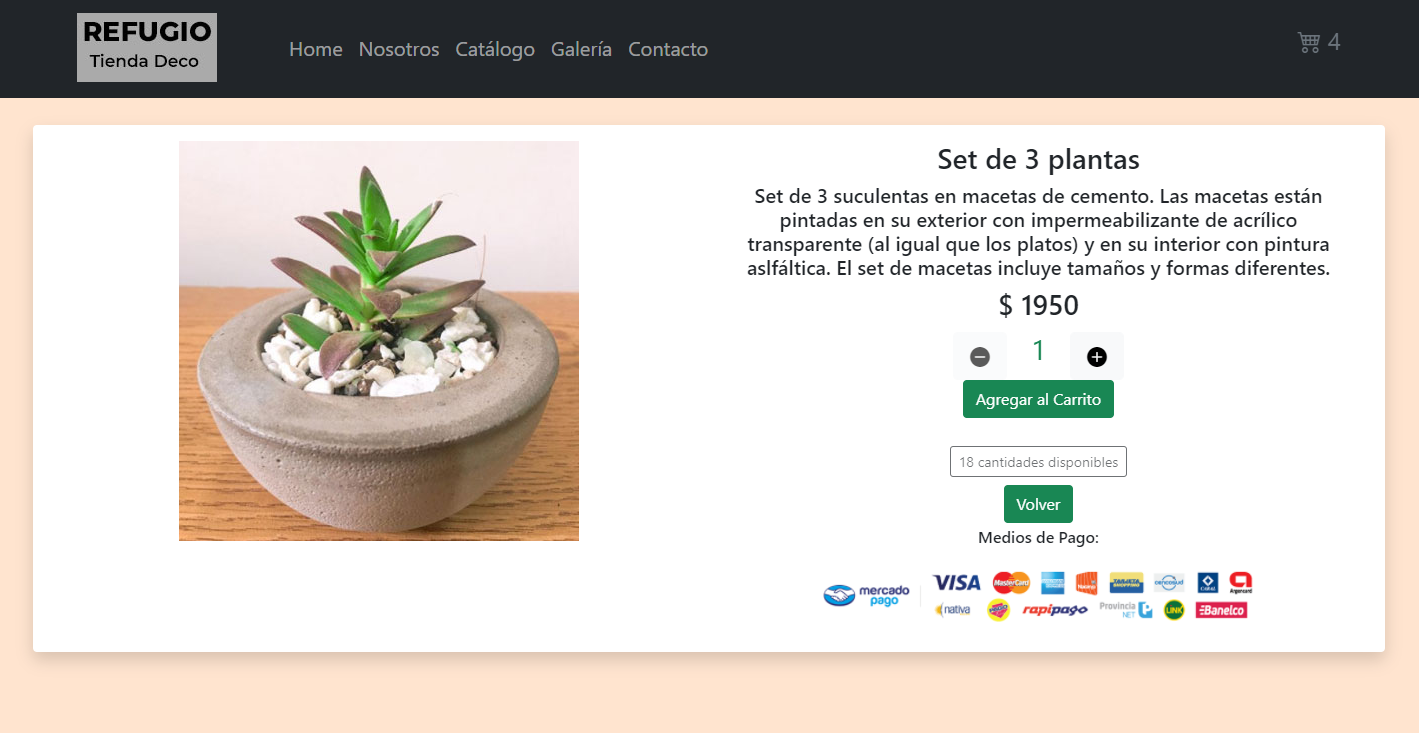 REFUGIO
Tienda Deco
Home Nosotros Catálogo Galería Contacto
4
Set de 3 plantas
Set de 3 suculentas en macetas de cemento. Las macetas están
pintadas en su exterior con impermeabilizante de acrílico
transparente (al igual que los platos) y en su interior con pintura
aslfáltica. El set de macetas incluye tamaños y formas diferentes.
$ 1950
1
Agregar al Carrito
18 cantidades disponibles
Volver
Medios de Pago:
mercado
pago
VISA MasterCard TARJETA SHOPPING cencosud CABAL Argencard
nativa rapipago Provincia NET LINK Banelco